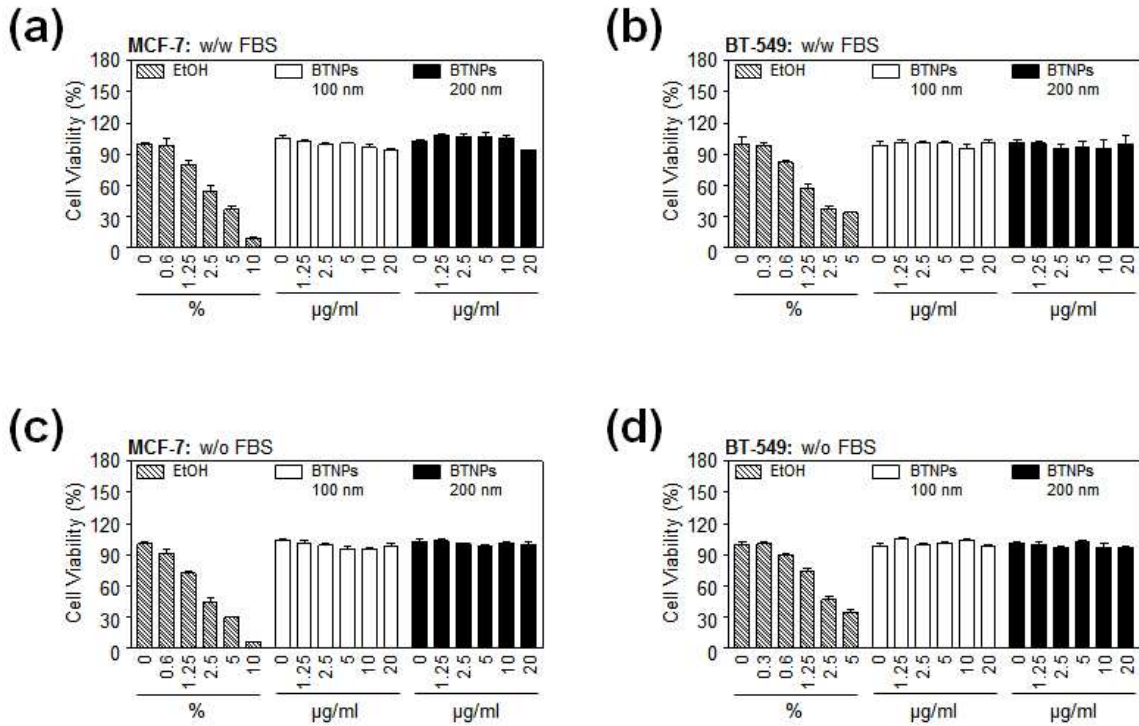 (a)
MCF-7: w/w FBS
EtOH
BTNPs
100 nm
BTNPs
200 nm
Cell Viability (%)
180
150
120
90
60
30
0
0 0.6 1.25 2.5 5 10 0 1.25 2.5 5 10 20 0 1.25 2.5 5 10 20
% µg/ml µg/ml
(b)
BT-549: w/w FBS
EtOH
BTNPs
100 nm
BTNPs
200 nm
Cell Viability (%)
180
150
120
90
60
30
0
0 0.3 0.6 1.25 2.5 5 0 1.25 2.5 5 10 20 0 1.25 2.5 5 10 20
% µg/ml µg/ml
(c)
MCF-7: w/o FBS
EtOH
BTNPs
100 nm
BTNPs
200 nm
Cell Viability (%)
180
150
120
90
60
30
0
0 0.6 1.25 2.5 5 10 0 1.25 2.5 5 10 20 0 1.25 2.5 5 10 20
% µg/ml µg/ml
(d)
BT-549: w/o FBS
EtOH
BTNPs
100 nm
BTNPs
200 nm
Cell Viability (%)
180
150
120
90
60
30
0
0 0.3 0.6 1.25 2.5 5 0 1.25 2.5 5 10 20 0 1.25 2.5 5 10 20
% µg/ml µg/ml